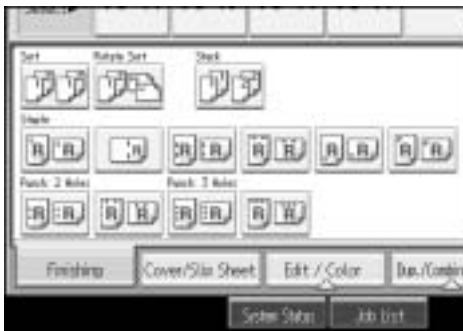 Sort Rotate Sort Stack
Staple
Punch: 2 Holes Punch: 3 Holes
Finishing Cover/Slip Sheet Edit / Color Dup./Combin
System Status Job List